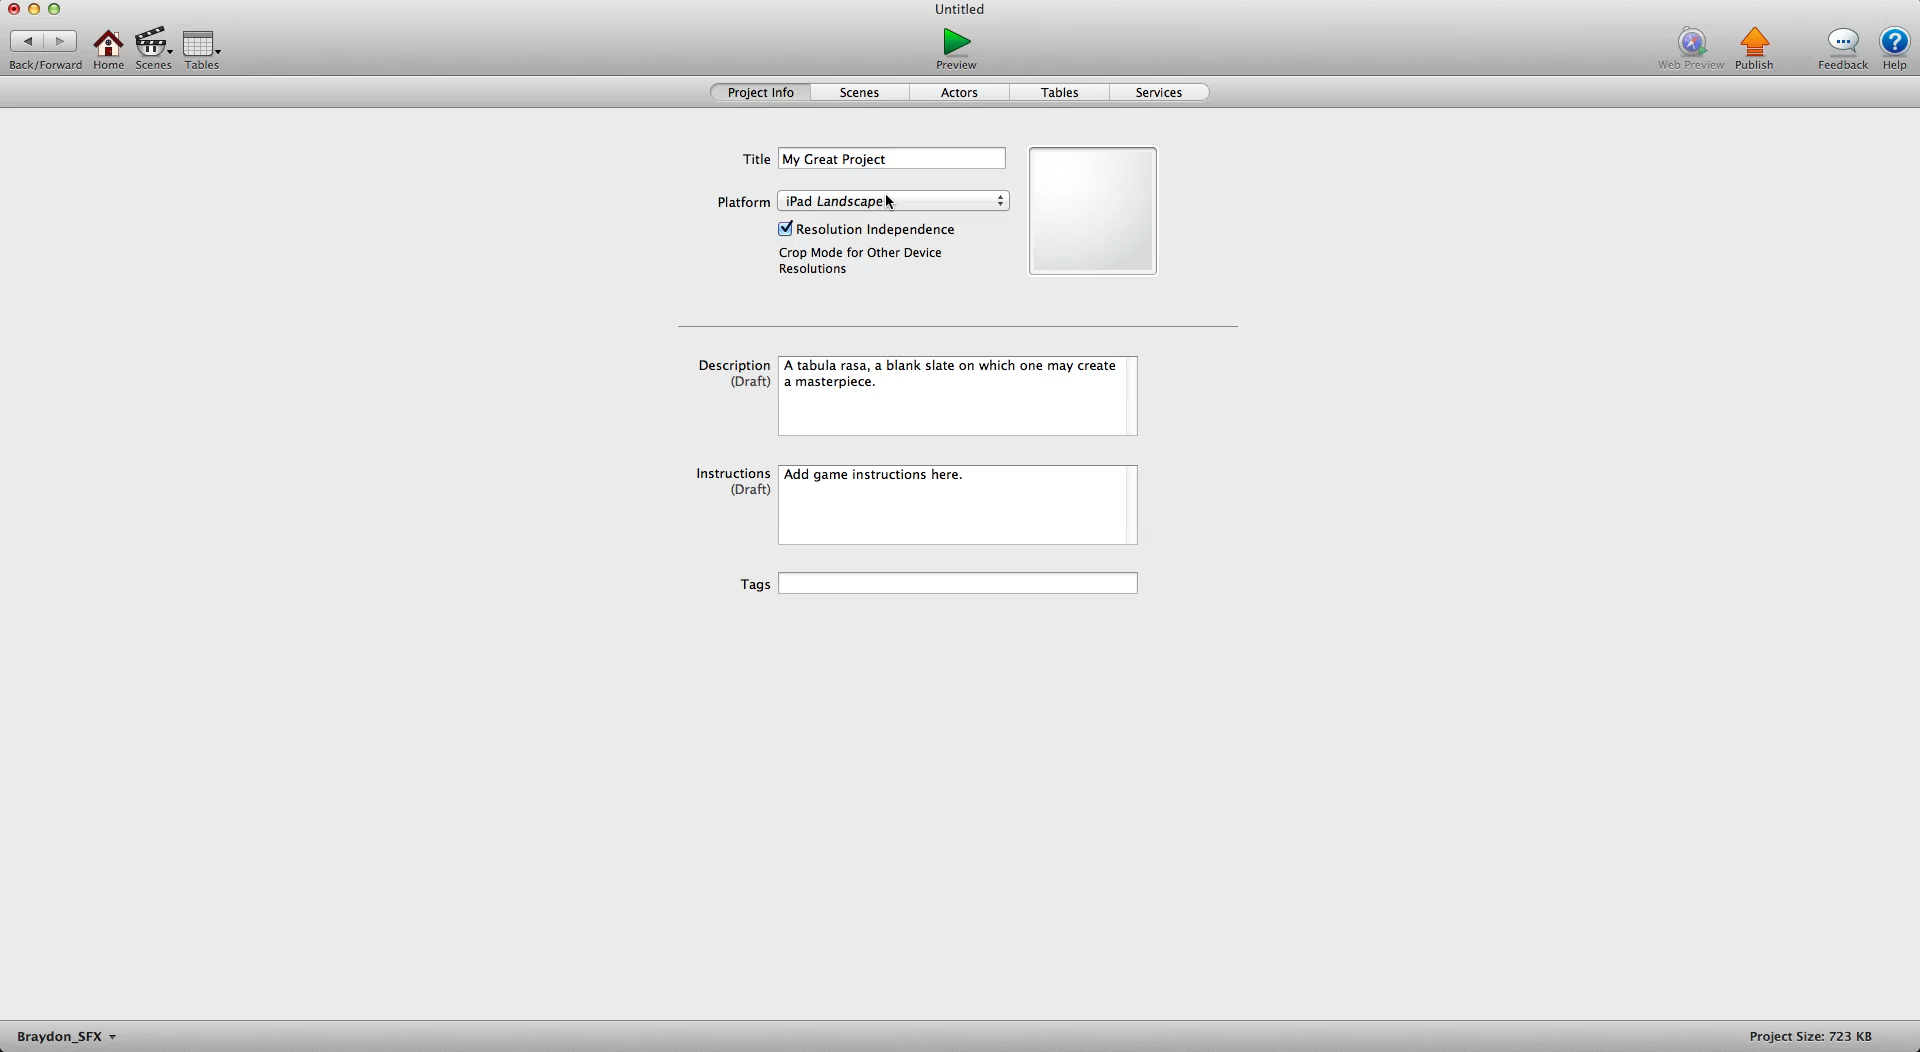 Untitled
Back/Forward
Home
Scenes
Tables
Preview
Web Preview
Publish
Feedback
Help
Project Info
Scenes
Actors
Tables
Services
Title
My Great Project
Platform
iPad Landscape
Resolution Independence
Crop Mode for Other Device
Resolutions
Description
(Draft)
A tabula rasa, a blank slate on which one may create
a masterpiece.
Instructions
(Draft)
Add game instructions here.
Tags
Braydon_SFX
Project Size: 723 KB